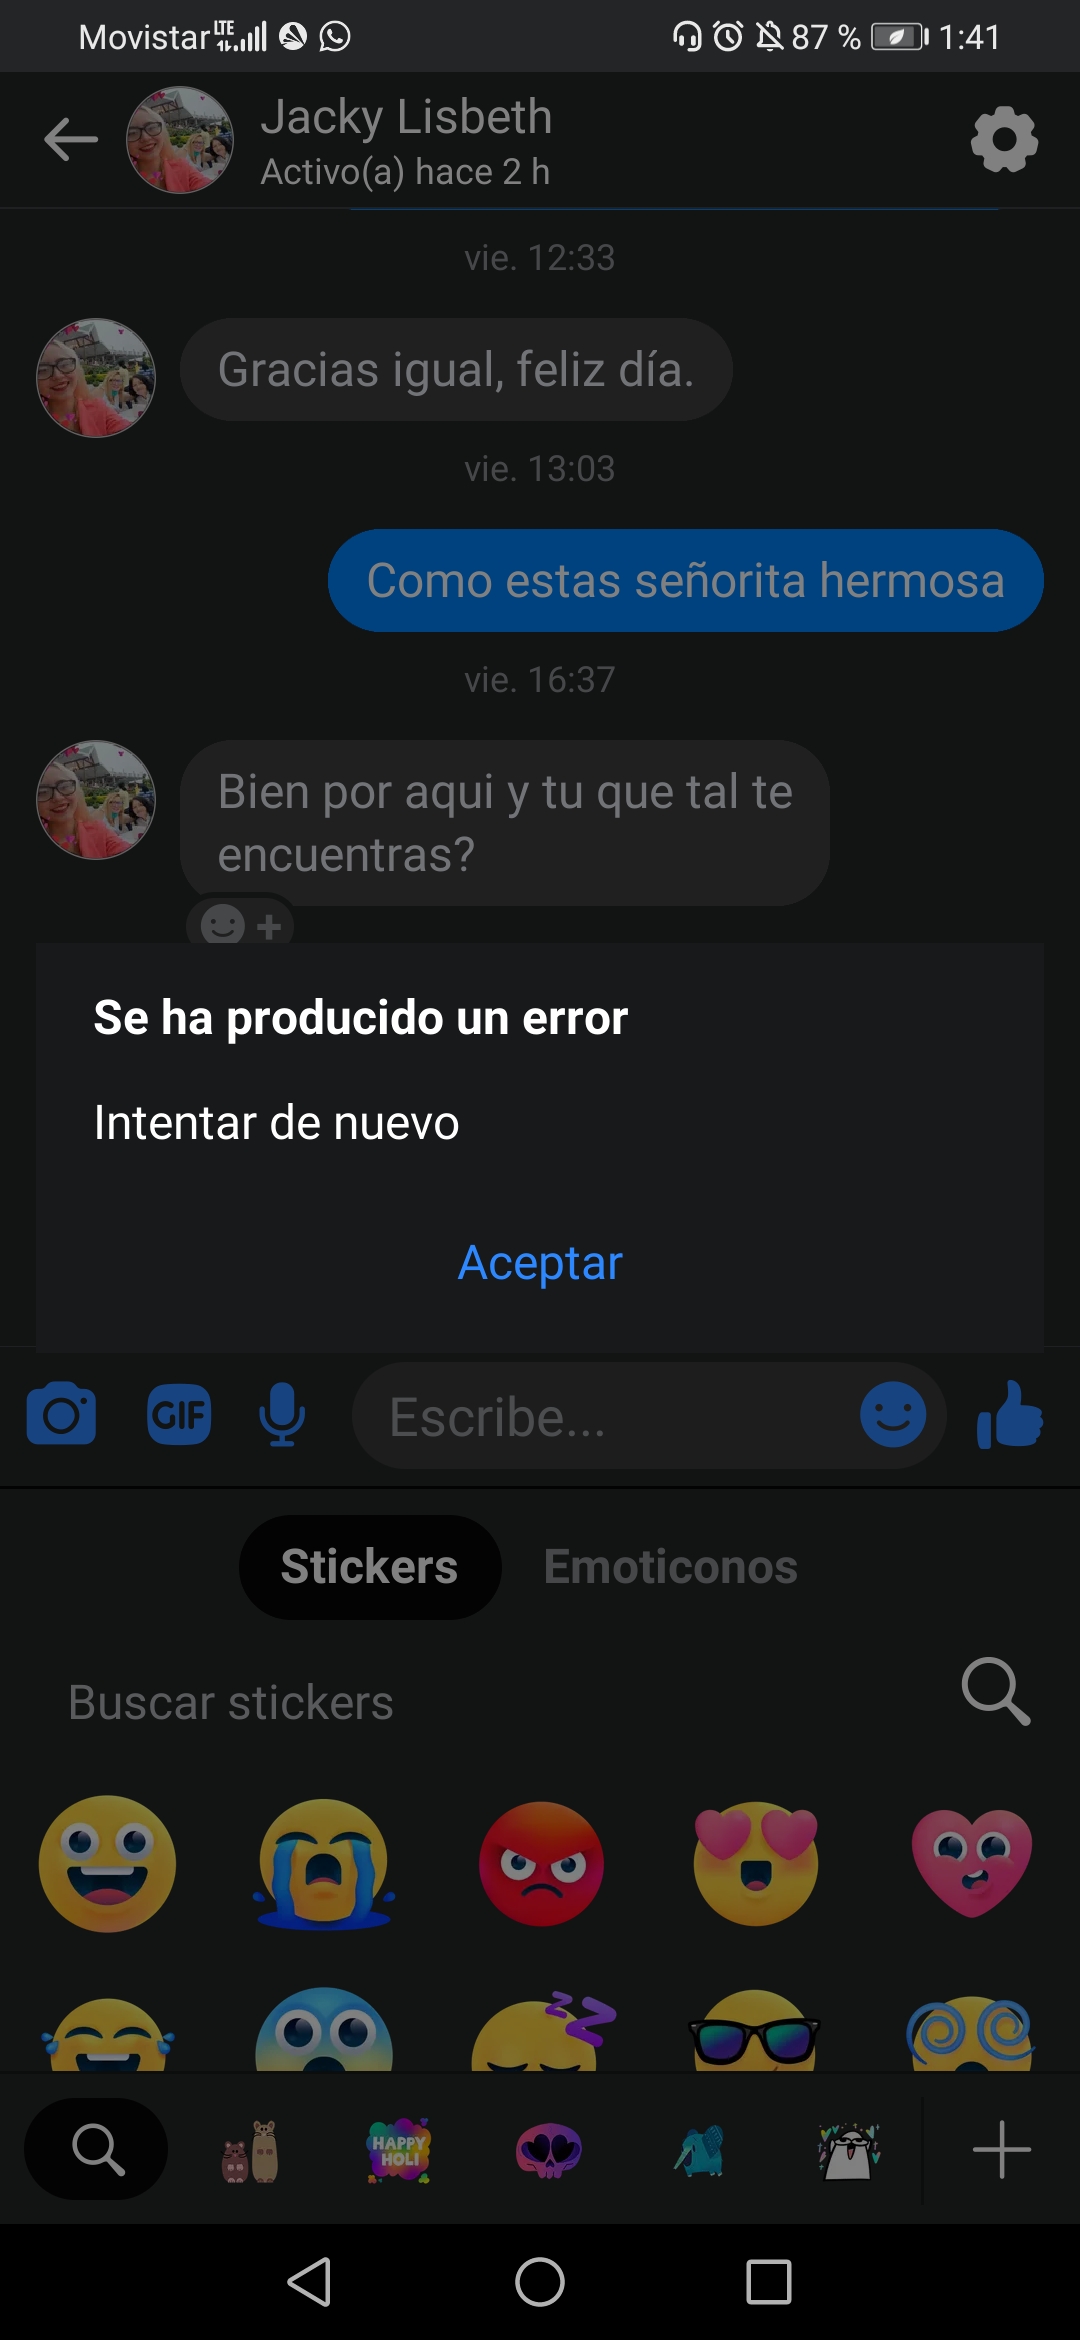 Movistar LTE 87 % 1:41
Jacky Lisbeth
Activo(a) hace 2 h
vie. 12:33
Gracias igual, feliz día.
vie. 13:03
Como estas señorita hermosa
vie. 16:37
Bien por aqui y tu que tal te
encuentras?
Se ha producido un error
Intentar de nuevo
Aceptar
GIF Escribe...
Stickers Emoticonos
Buscar stickers
HAPPY
HOLI